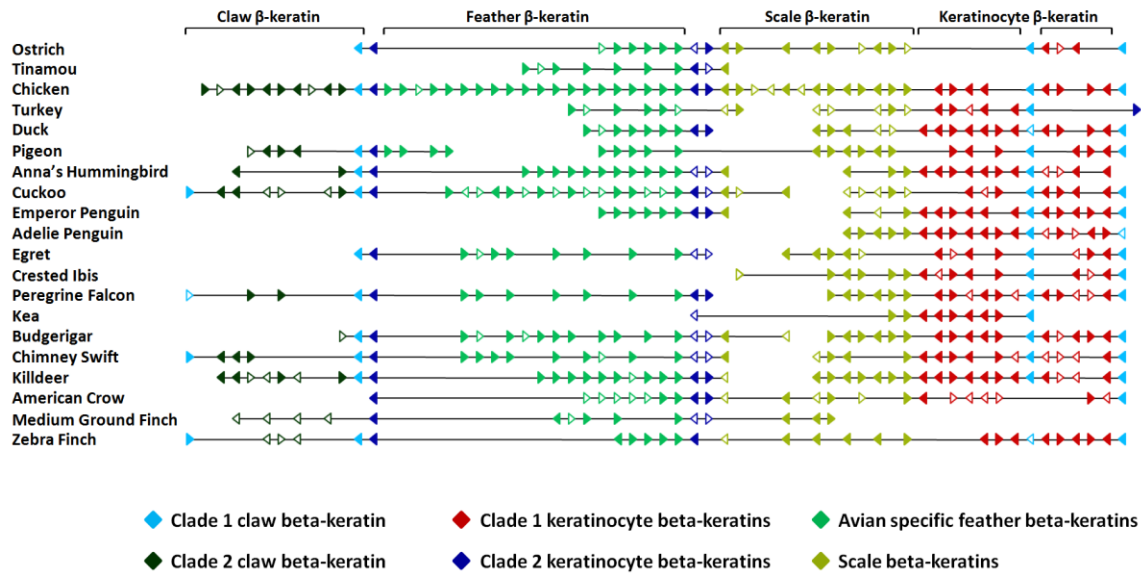 Claw β-keratin Feather β-keratin Scale β-keratin Keratinocyte β-keratin
Ostrich
Tinamou
Chicken
Turkey
Duck
Pigeon
Anna's Hummingbird
Cuckoo
Emperor Penguin
Adelie Penguin
Egret
Crested Ibis
Peregrine Falcon
Kea
Budgerigar
Chimney Swift
Killdeer
American Crow
Medium Ground Finch
Zebra Finch
Clade 1 claw beta-keratin Clade 1 keratinocyte beta-keratins Avian specific feather beta-keratins
Clade 2 claw beta-keratin Clade 2 keratinocyte beta-keratins Scale beta-keratins